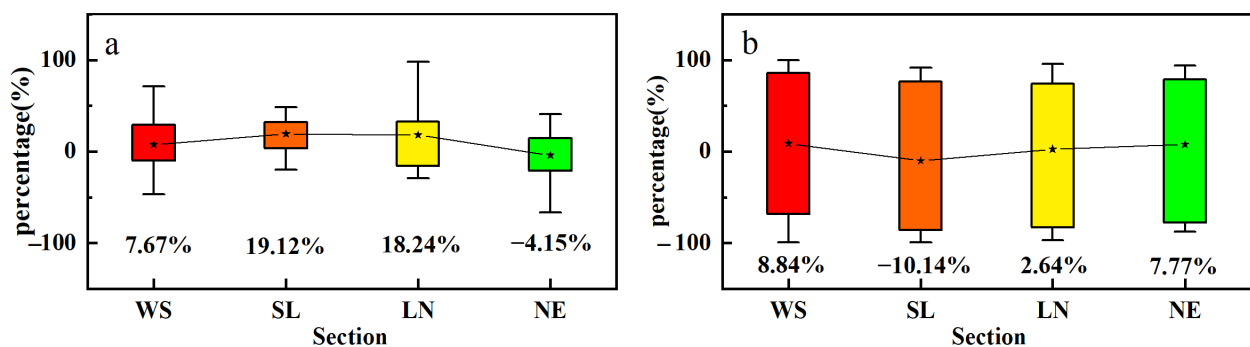 a
percentage(%)
100
0
−100
7.67%
19.12%
18.24%
−4.15%
WS
SL
LN
NE
Section
b
percentage(%)
100
0
−100
8.84%
−10.14%
2.64%
7.77%
WS
SL
LN
NE
Section